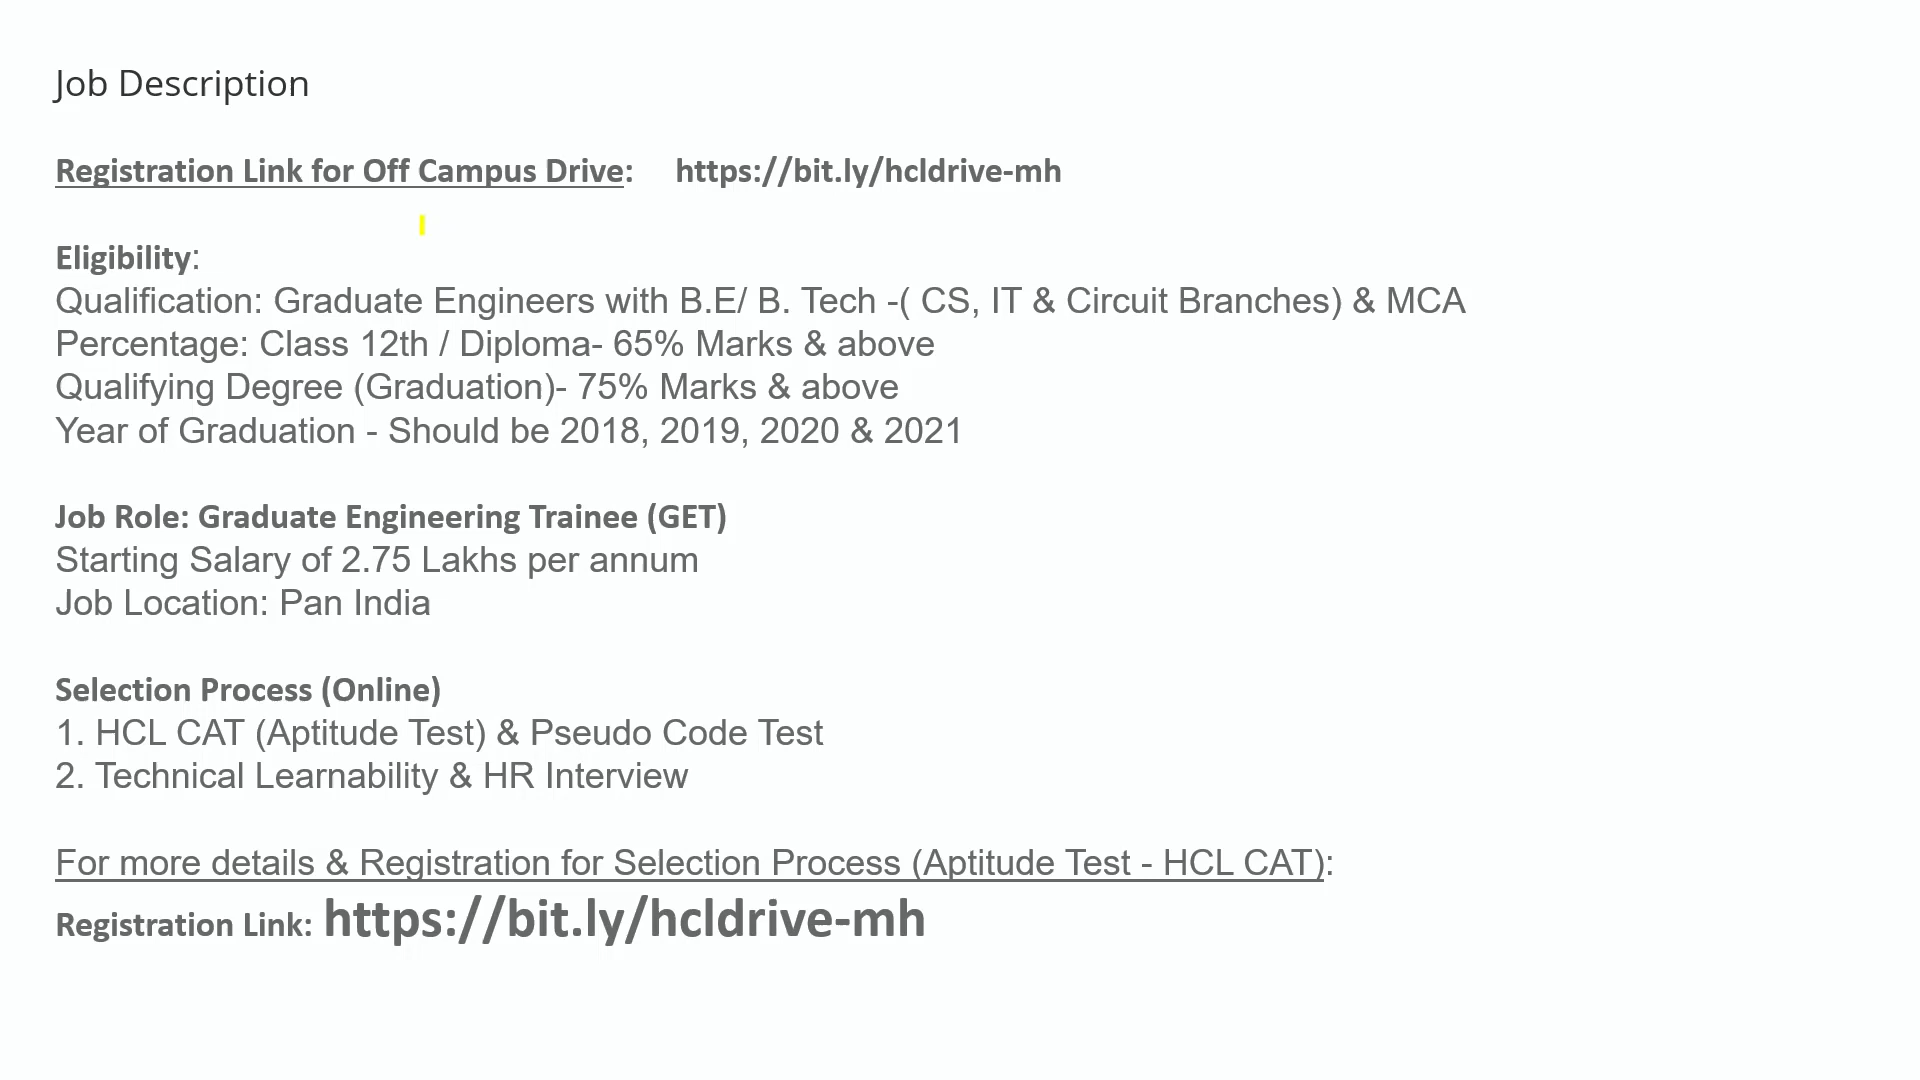 Job Description
Registration Link for Off Campus Drive: https://bit.ly/hcldrive-mh
Eligibility:
Qualification: Graduate Engineers with B.E/ B. Tech -( CS, IT & Circuit Branches) & MCA
Percentage: Class 12th / Diploma- 65% Marks & above
Qualifying Degree (Graduation)- 75% Marks & above
Year of Graduation - Should be 2018, 2019, 2020 & 2021
Job Role: Graduate Engineering Trainee (GET)
Starting Salary of 2.75 Lakhs per annum
Job Location: Pan India
Selection Process (Online)
1. HCL CAT (Aptitude Test) & Pseudo Code Test
2. Technical Learnability & HR Interview
For more details & Registration for Selection Process (Aptitude Test - HCL CAT):
Registration Link: https://bit.ly/hcldrive-mh